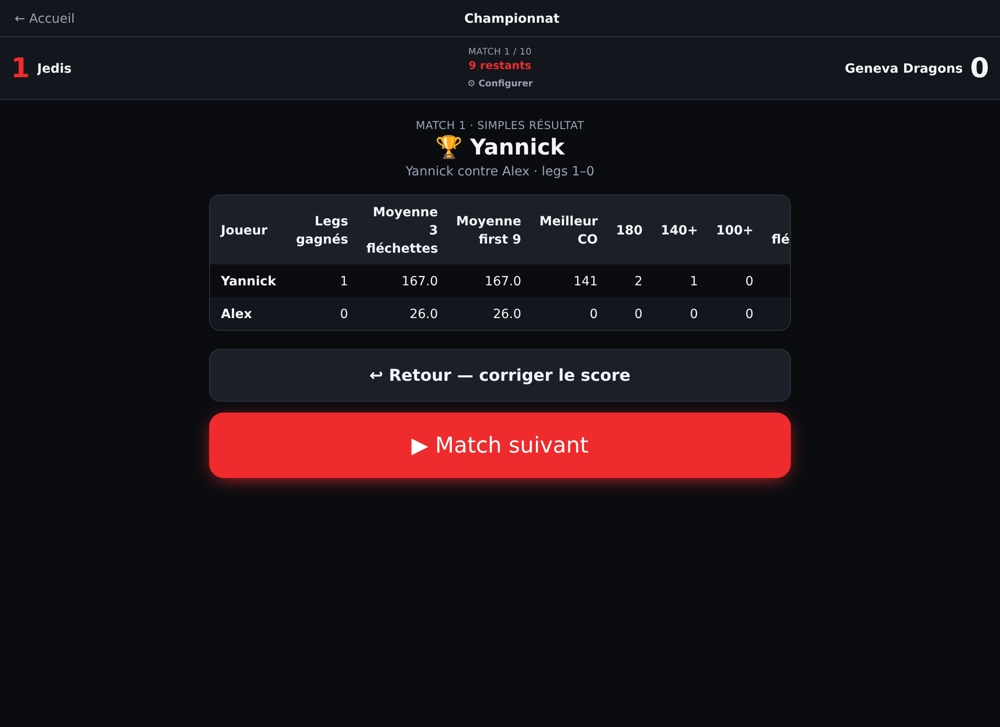 ← Accueil
Championnat
1 Jedis
MATCH 1 / 10
9 restants
⚙ Configurer
Geneva Dragons 0
MATCH 1 · SIMPLES RÉSULTAT
🏆 Yannick
Yannick contre Alex · legs 1–0
Joueur Legs gagnés Moyenne 3 fléchettes Moyenne first 9 Meilleur CO 180 140+ 100+ flé
Yannick 1 167.0 167.0 141 2 1 0
Alex 0 26.0 26.0 0 0 0 0
↩ Retour — corriger le score
▶ Match suivant